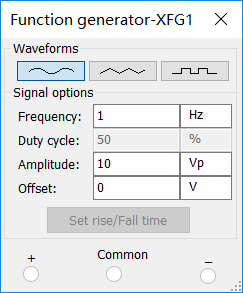 Function generator-XFG1
Waveforms
Signal options
Frequency: 1 Hz
Duty cycle: 50 %
Amplitude: 10 Vp
Offset: 0 V
Set rise/Fall time
+ Common −